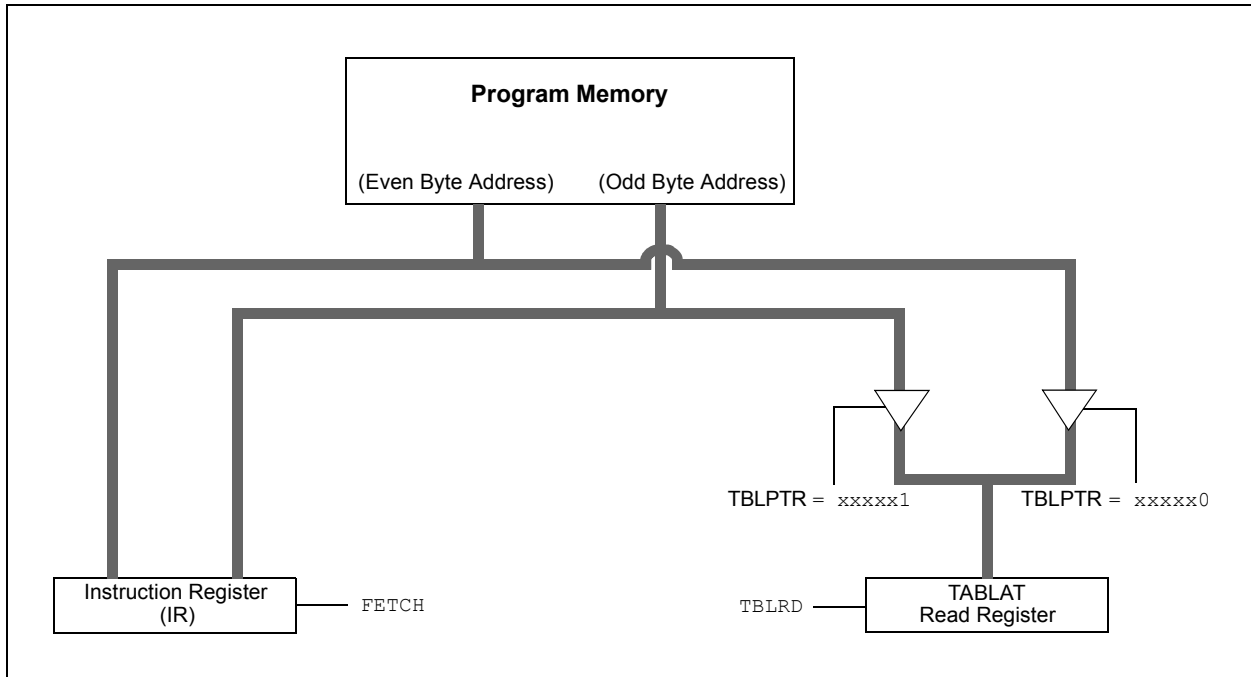 Program Memory
(Even Byte Address) (Odd Byte Address)
TBLPTR = xxxxx1 TBLPTR = xxxxx0
Instruction Register
(IR)
FETCH
TBLRD
TABLAT
Read Register